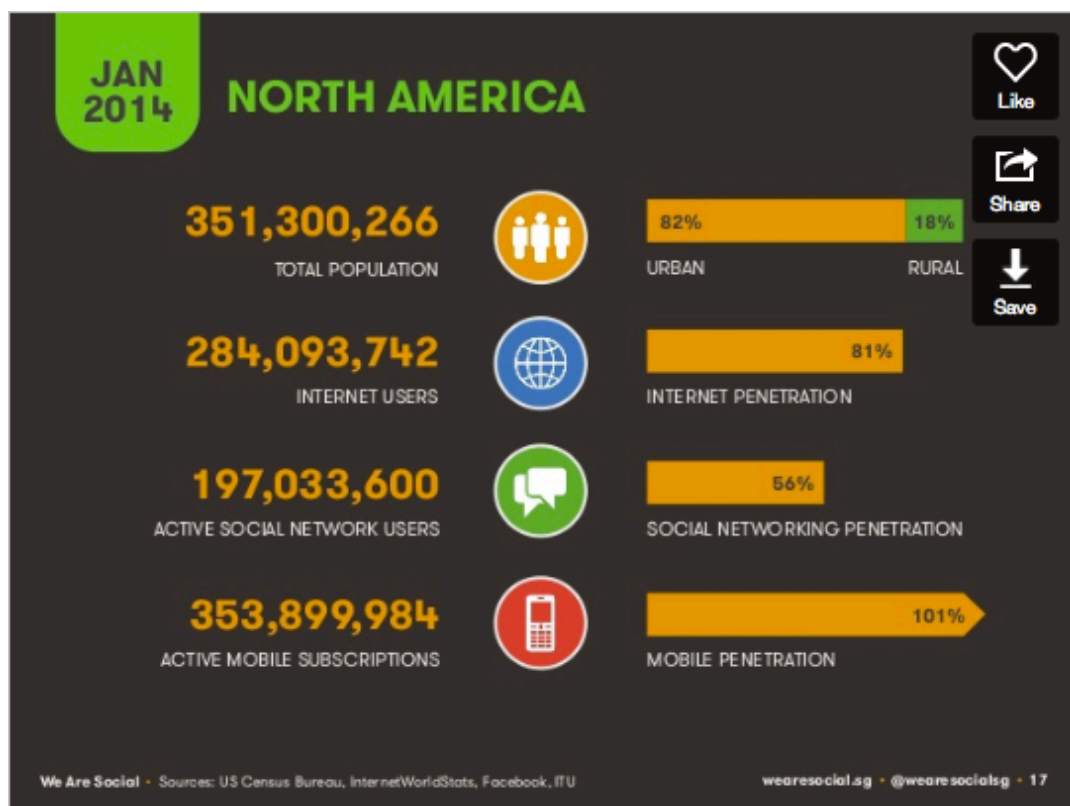 JAN
2014
NORTH AMERICA
Like
Share
Save
351,300,266
TOTAL POPULATION
82%
18%
URBAN
RURAL
284,093,742
INTERNET USERS
81%
INTERNET PENETRATION
197,033,600
ACTIVE SOCIAL NETWORK USERS
56%
SOCIAL NETWORKING PENETRATION
353,899,984
ACTIVE MOBILE SUBSCRIPTIONS
101%
MOBILE PENETRATION
We Are Social • Sources: US Census Bureau, InternetWorldStats, Facebook, ITU
wearesocial.sg • @wearesocialsg • 17